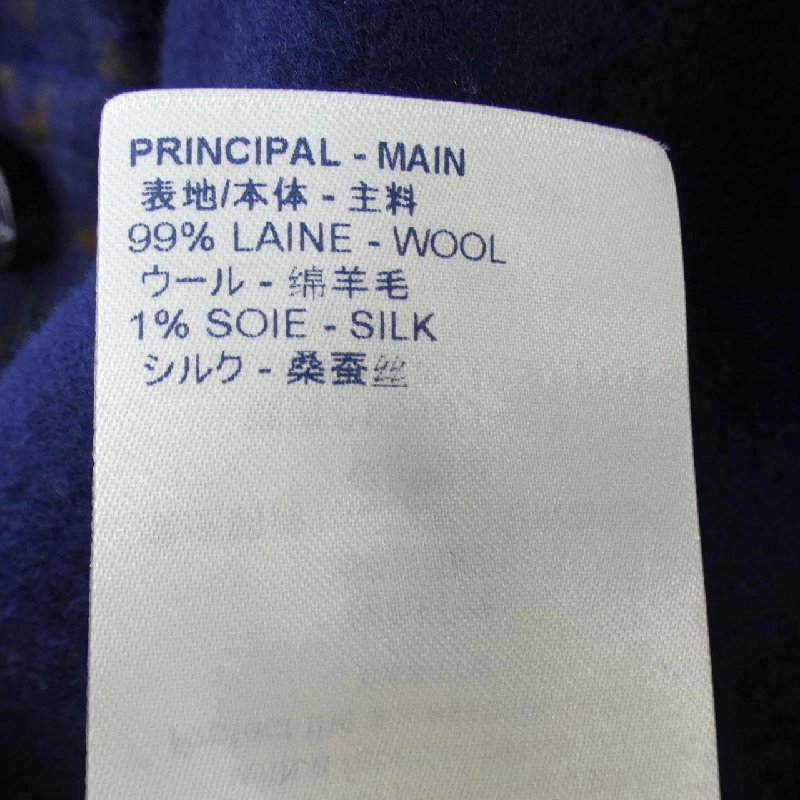 PRINCIPAL - MAIN
表地/本体 - 主料
99% LAINE - WOOL
ウール - 绵羊毛
1% SOIE - SILK
シルク - 桑蚕丝